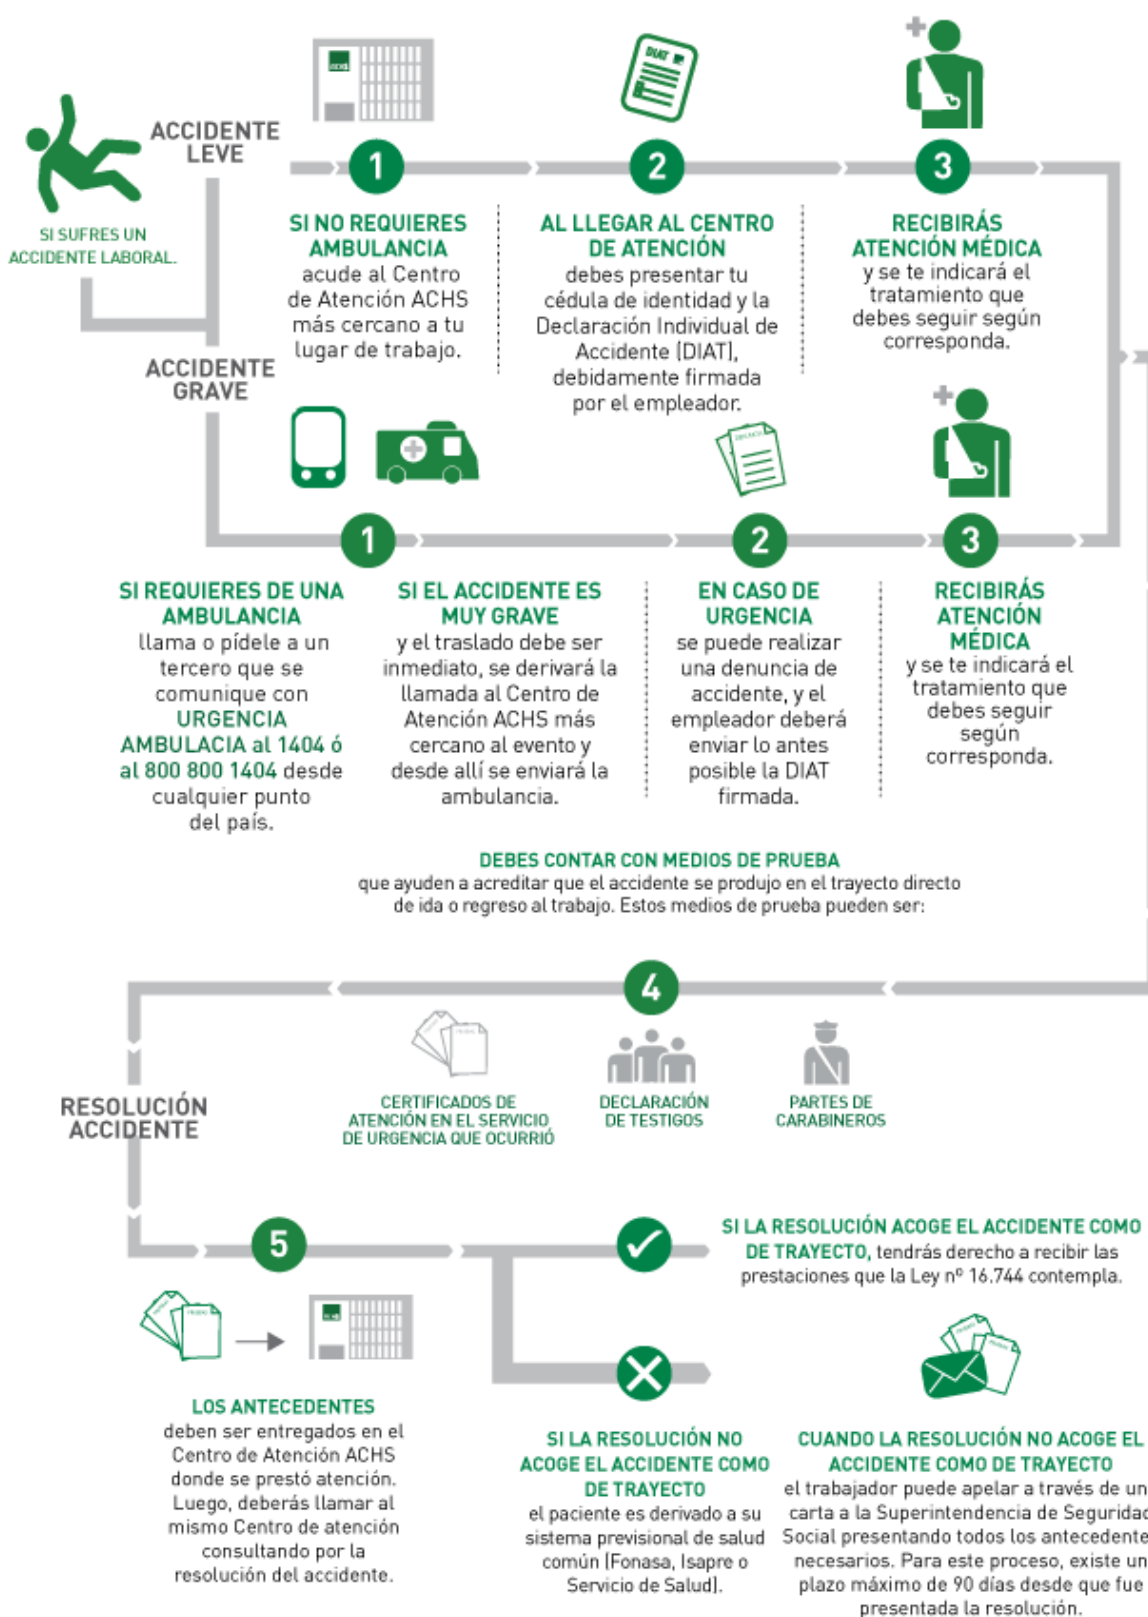 SI SUFRES UN
ACCIDENTE LABORAL.
ACCIDENTE
LEVE
DIAT
1
SI NO REQUIERES
AMBULANCIA
acude al Centro
de Atención ACHS
más cercano a tu
lugar de trabajo.
2
AL LLEGAR AL CENTRO
DE ATENCIÓN
debes presentar tu
cédula de identidad y la
Declaración Individual de
Accidente (DIAT),
debidamente firmada
por el empleador.
3
RECIBIRÁS
ATENCIÓN MÉDICA
y se te indicará el
tratamiento que
debes seguir según
corresponda.
ACCIDENTE
GRAVE
1
SI REQUIERES DE UNA
AMBULANCIA
llama o pídele a un
tercero que se
comunique con
URGENCIA
AMBULACIA al 1404 ó
al 800 800 1404 desde
cualquier punto
del país.
SI EL ACCIDENTE ES
MUY GRAVE
y el traslado debe ser
inmediato, se derivará la
llamada al Centro de
Atención ACHS más
cercano al evento y
desde allí se enviará la
ambulancia.
2
EN CASO DE
URGENCIA
se puede realizar
una denuncia de
accidente, y el
empleador deberá
enviar lo antes
posible la DIAT
firmada.
3
RECIBIRÁS
ATENCIÓN
MÉDICA
y se te indicará el
tratamiento que
debes seguir
según
corresponda.
DEBES CONTAR CON MEDIOS DE PRUEBA
que ayuden a acreditar que el accidente se produjo en el trayecto directo
de ida o regreso al trabajo. Estos medios de prueba pueden ser:
4
CERTIFICADOS DE
ATENCIÓN EN EL SERVICIO
DE URGENCIA QUE OCURRIÓ
DECLARACIÓN
DE TESTIGOS
PARTES DE
CARABINEROS
RESOLUCIÓN
ACCIDENTE
5
LOS ANTECEDENTES
deben ser entregados en el
Centro de Atención ACHS
donde se prestó atención.
Luego, deberás llamar al
mismo Centro de atención
consultando por la
resolución del accidente.
SI LA RESOLUCIÓN ACOGE EL ACCIDENTE COMO
DE TRAYECTO, tendrás derecho a recibir las
prestaciones que la Ley nº 16.744 contempla.
SI LA RESOLUCIÓN NO
ACOGE EL ACCIDENTE COMO
DE TRAYECTO
el paciente es derivado a su
sistema previsional de salud
común (Fonasa, Isapre o
Servicio de Salud).
CUANDO LA RESOLUCIÓN NO ACOGE EL
ACCIDENTE COMO DE TRAYECTO
el trabajador puede apelar a través de un
carta a la Superintendencia de Seguridad
Social presentando todos los antecedente
necesarios. Para este proceso, existe un
plazo máximo de 90 días desde que fue
presentada la resolución.